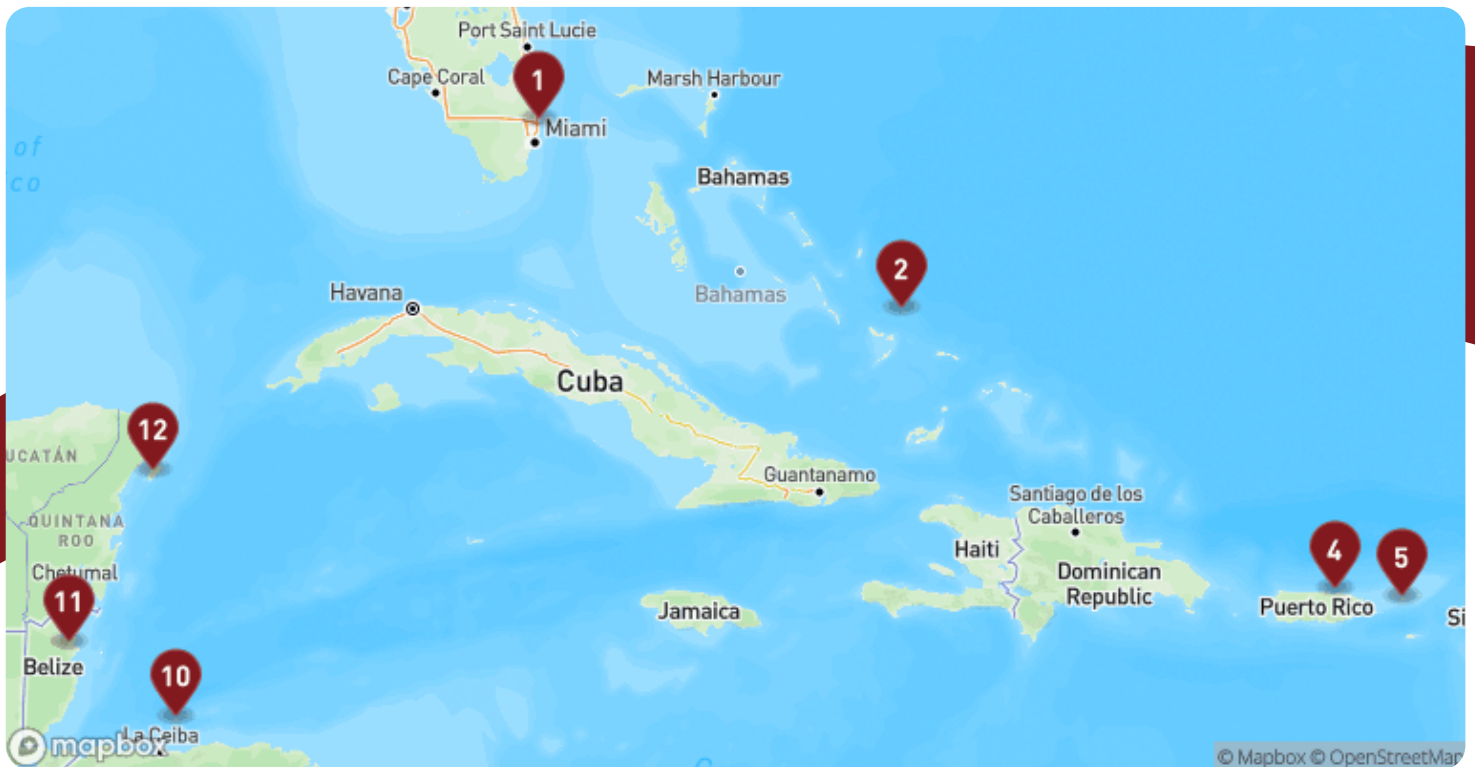 Port Saint Lucie
Cape Coral
1
Marsh Harbour
Miami
of
co
Bahamas
2
Havana
Bahamas
Cuba
12
UCATÁN
Guantanamo
Santiago de los
Caballeros
QUINTANA
ROO
Haiti
4
5
Chetumal
Dominican
Republic
11
Jamaica
Puerto Rico
Si
Belize
10
La Ceiba
mapbox
© Mapbox © OpenStreetMap